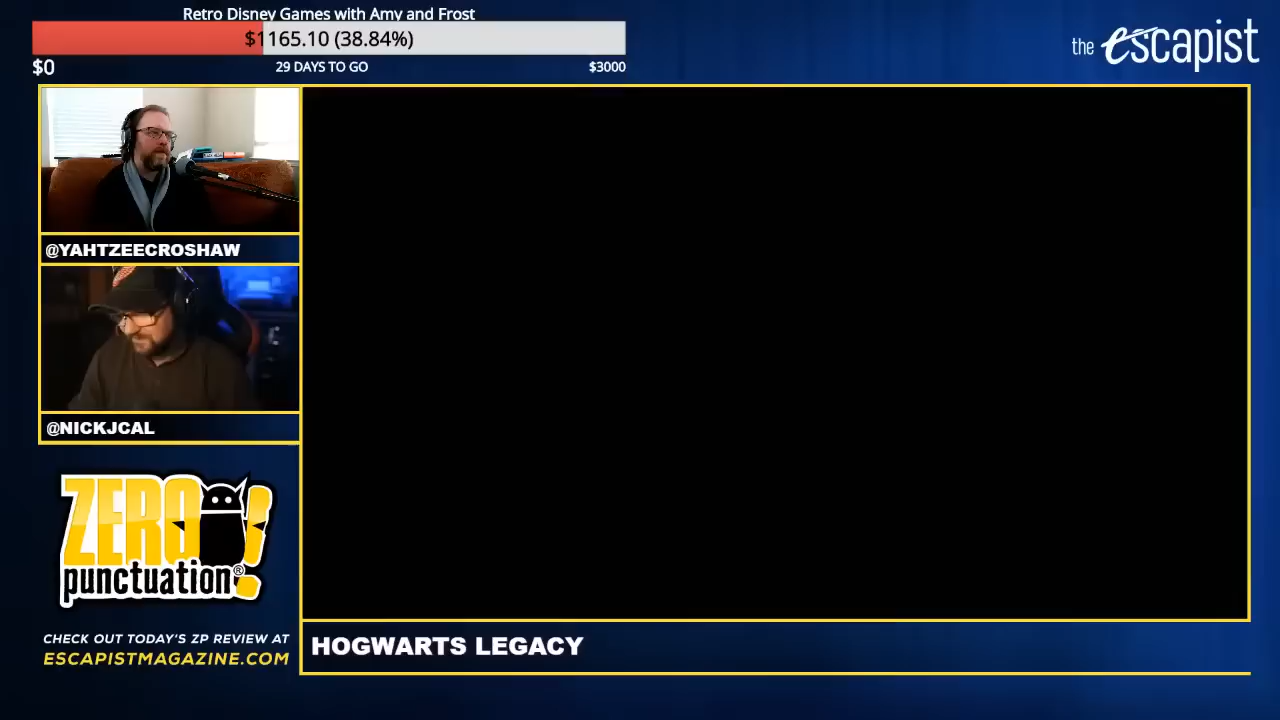 Retro Disney Games with Amy and Frost
$1165.10 (38.84%)
$0
29 DAYS TO GO
$3000
the escapist
@YAHTZEECROSHAW
@NICKJCAL
ZERO
punctuation®!
CHECK OUT TODAY'S ZP REVIEW AT
ESCAPISTMAGAZINE.COM
HOGWARTS LEGACY